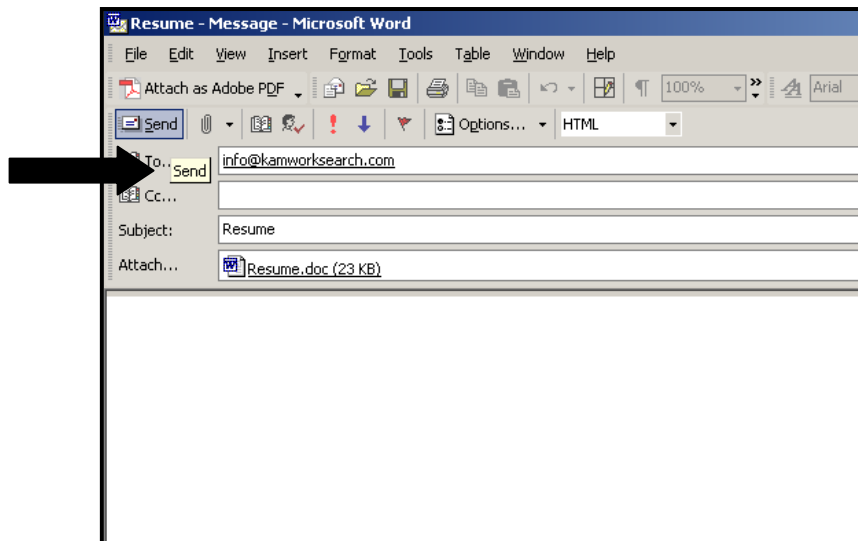 Resume - Message - Microsoft Word
File Edit View Insert Format Tools Table Window Help
Attach as Adobe PDF 100% Arial
Send Options... HTML
To... info@kamworksearch.com
Send
Cc...
Subject: Resume
Attach... Resume.doc (23 KB)